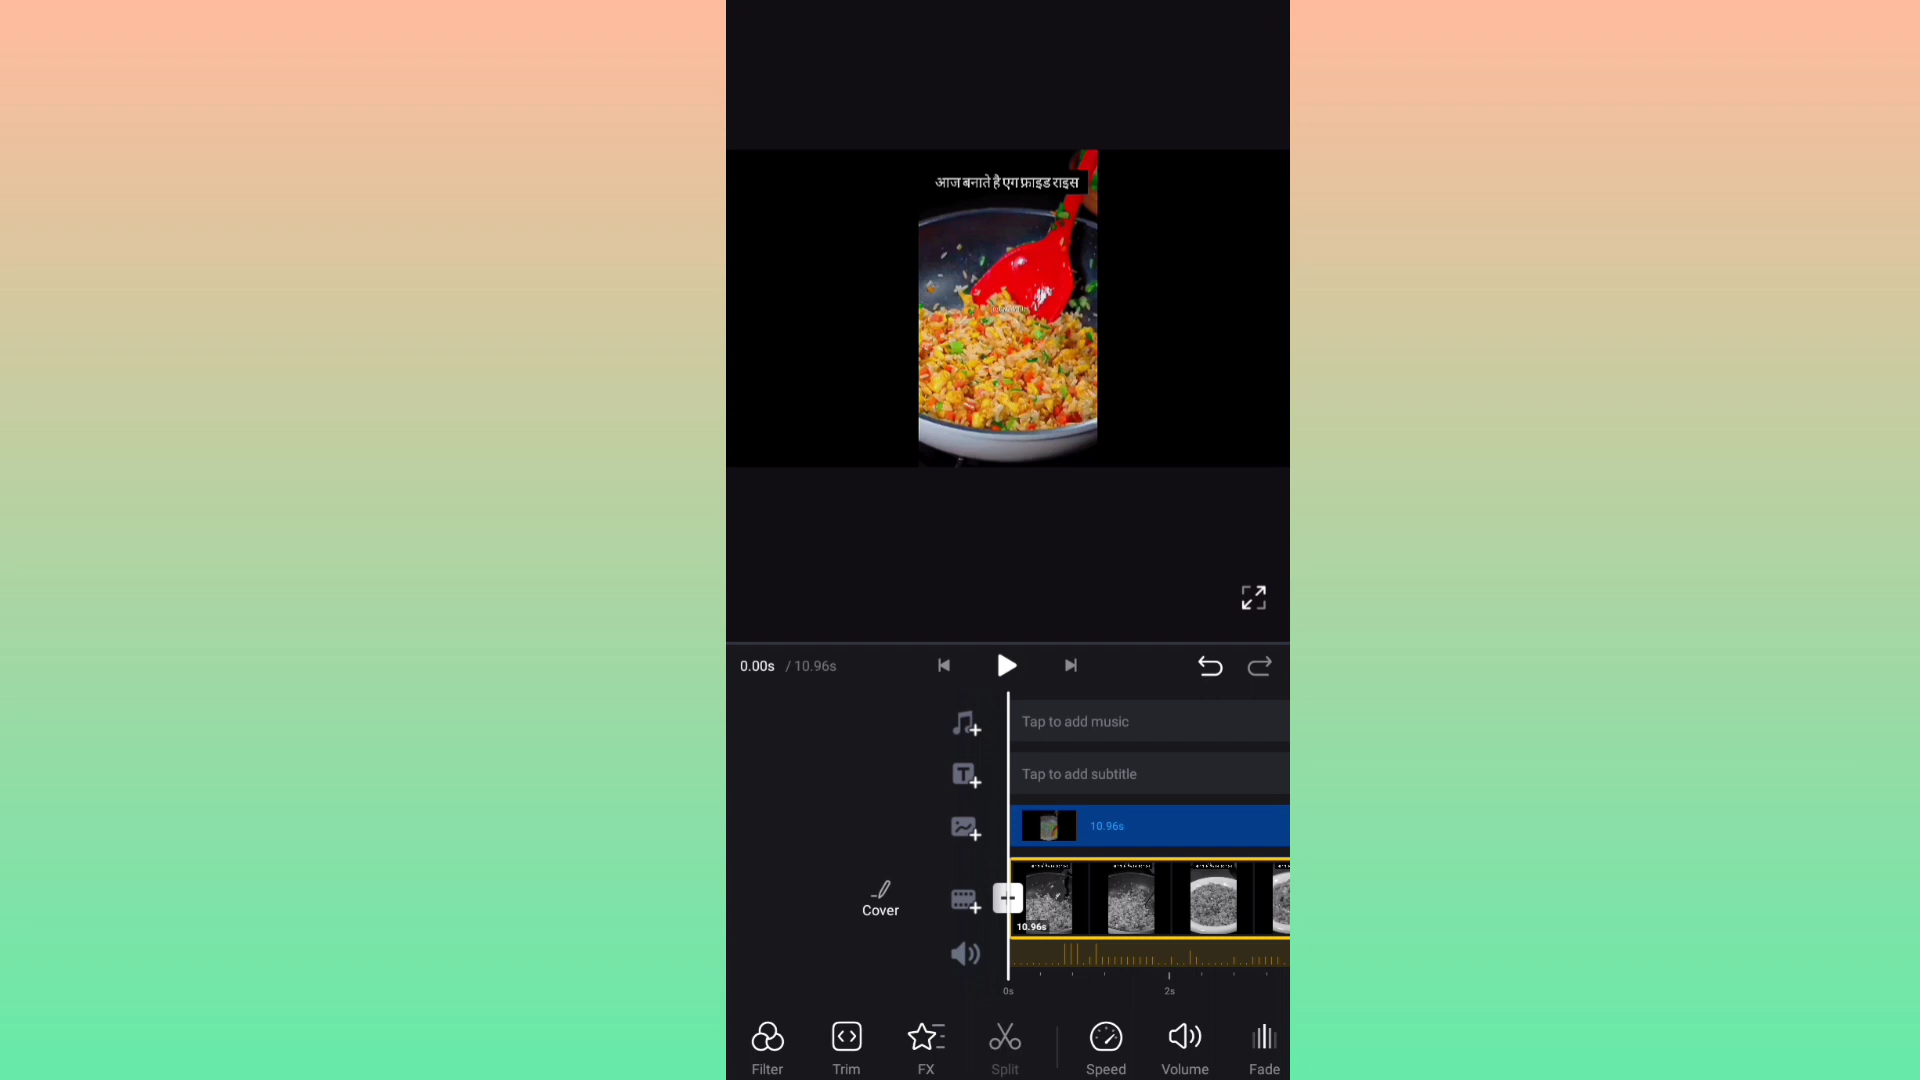 आज बनाते है एग फ्राइड राइस
0.00s / 10.96s
Tap to add music
Tap to add subtitle
10.96s
Cover
10.96s
0s 2s
Filter Trim FX Split Speed Volume Fade